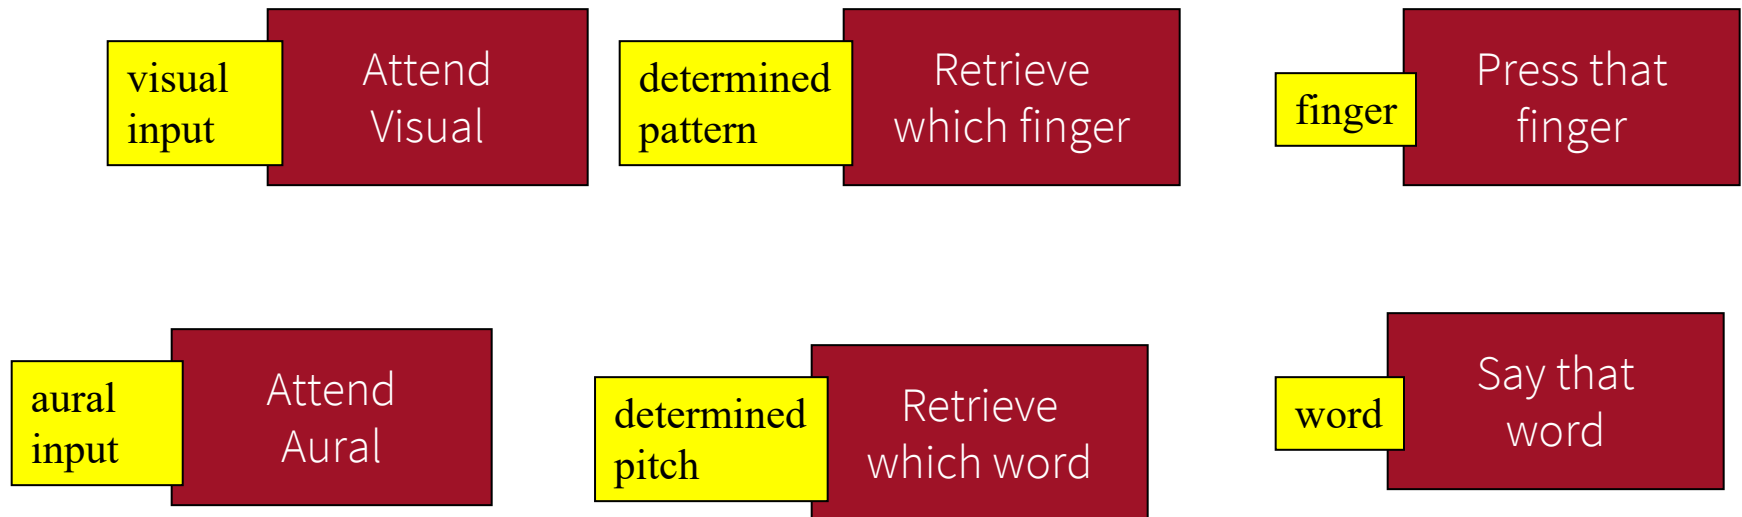 visual
input
Attend
Visual
determined
pattern
Retrieve
which finger
finger
Press that
finger
aural
input
Attend
Aural
determined
pitch
Retrieve
which word
word
Say that
word